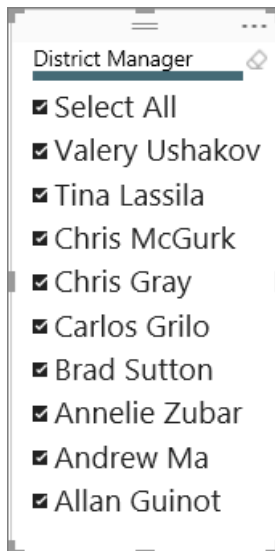 District Manager
Select All
Valery Ushakov
Tina Lassila
Chris McGurk
Chris Gray
Carlos Grilo
Brad Sutton
Annelie Zubar
Andrew Ma
Allan Guinot